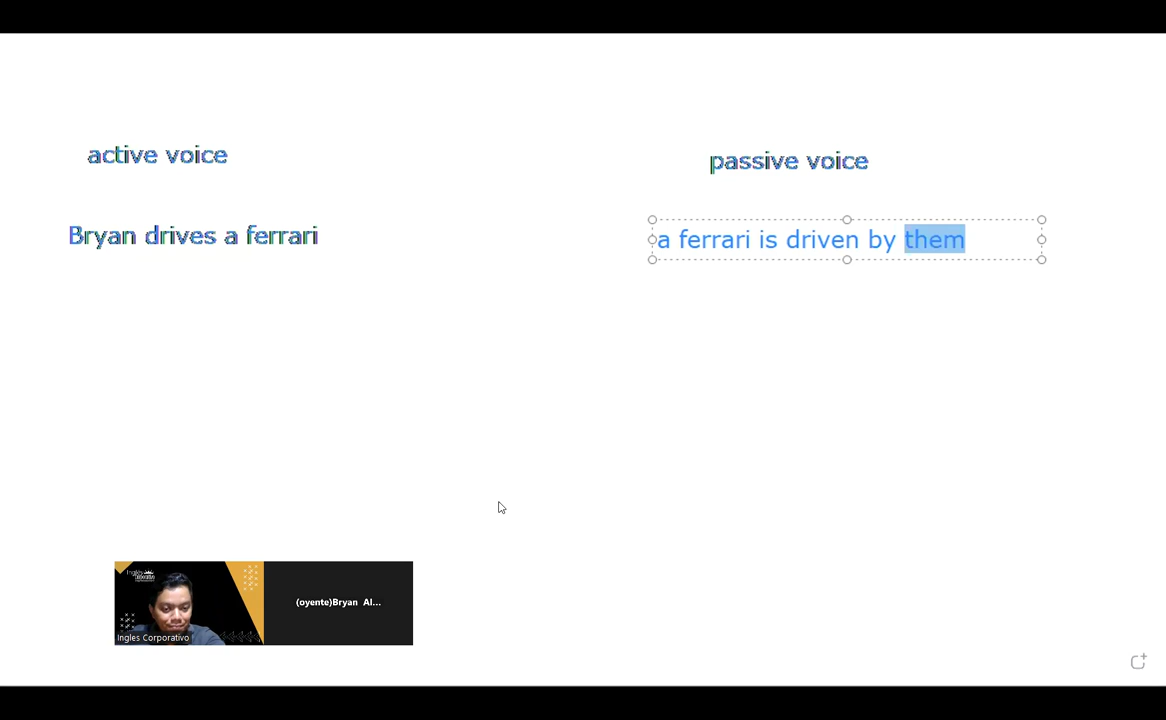 active voice
passive voice
Bryan drives a ferrari
a ferrari is driven by them
(oyente)Bryan Al...
Ingles Corporativo